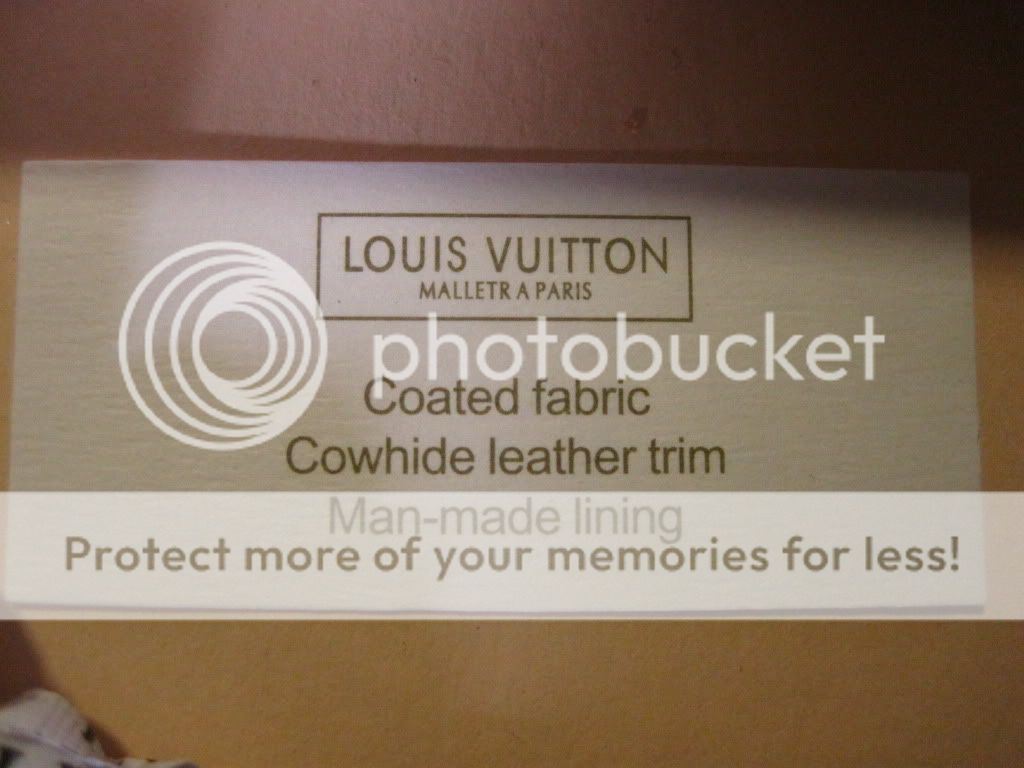 LOUIS VUITTON
MALLETR A PARIS
photobucket
Coated fabric
Cowhide leather trim
Man-made lining
Protect more of your memories for less!